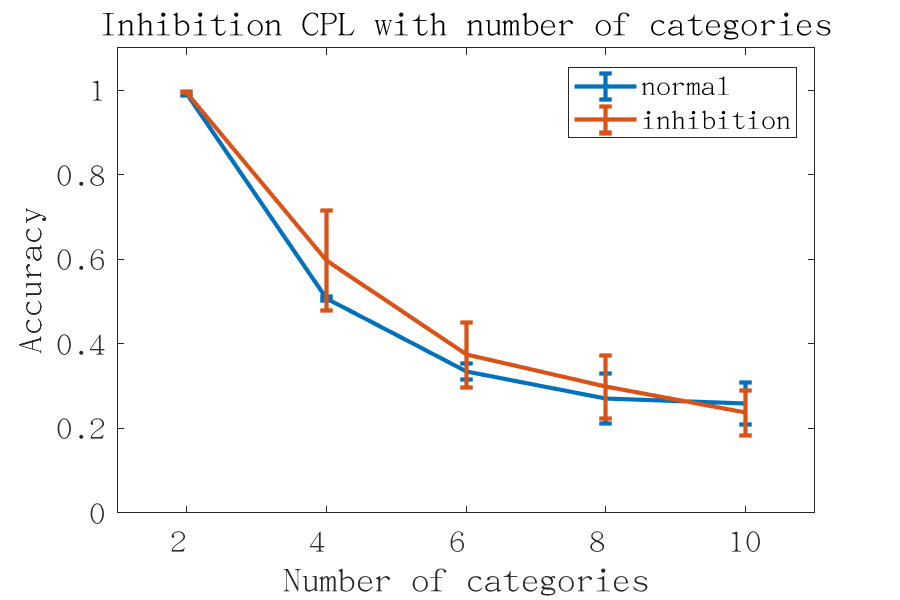 Inhibition CPL with number of categories
normal
inhibition
1
0.8
0.6
0.4
0.2
0
Accuracy
2 4 6 8 10
Number of categories